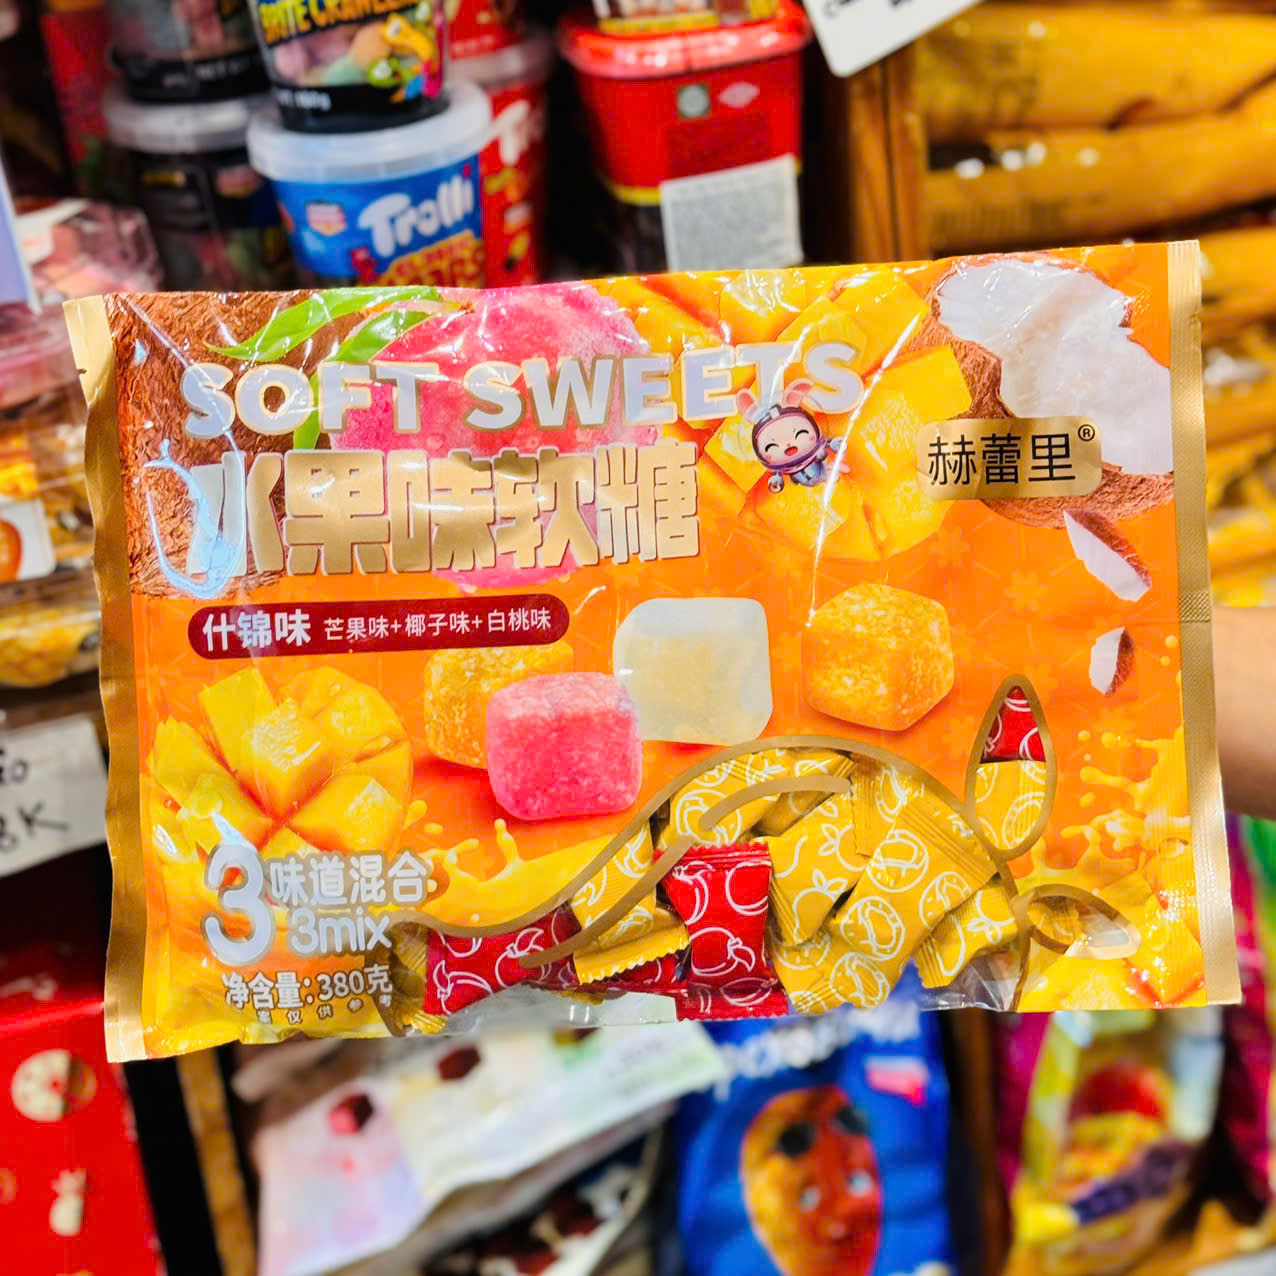 Trolli
SOFT SWEETS
水果味软糖
赫蕾里®
什锦味 芒果味+椰子味+白桃味
3味道混合
3mix
净含量:380克